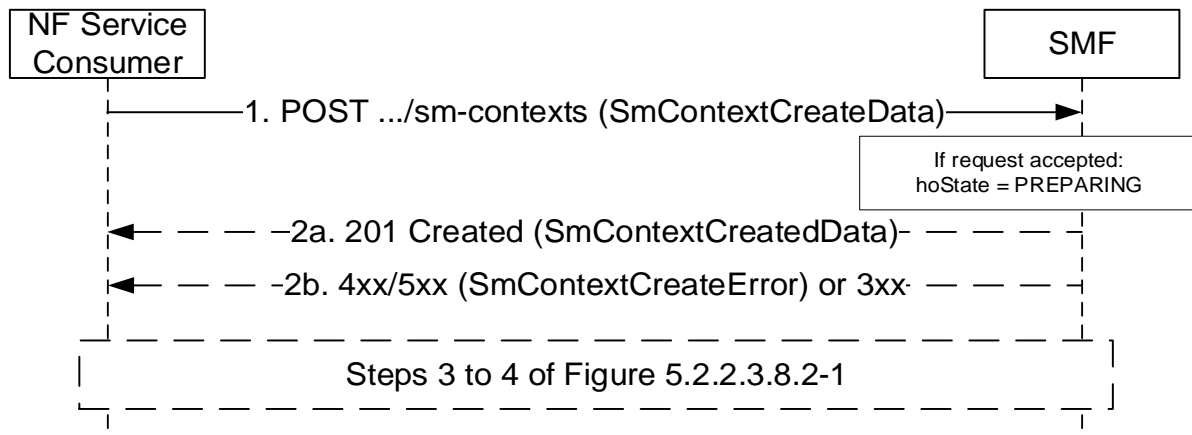 NF Service
Consumer
SMF
1. POST .../sm-contexts (SmContextCreateData)
If request accepted:
hoState = PREPARING
2a. 201 Created (SmContextCreatedData)
2b. 4xx/5xx (SmContextCreateError) or 3xx
Steps 3 to 4 of Figure 5.2.2.3.8.2-1